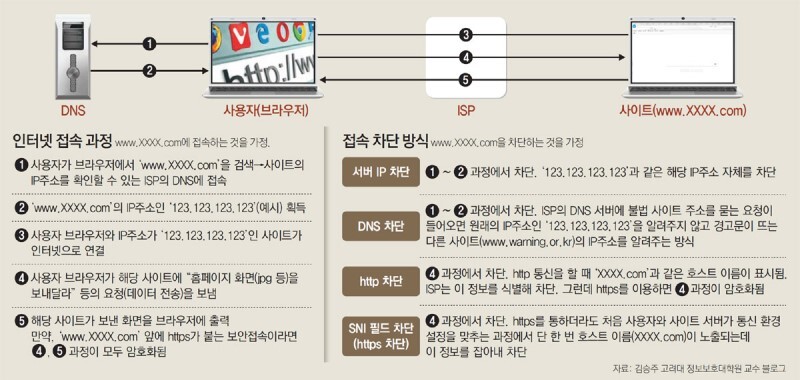 VEO
http://ww
1
2
3
4
5
DNS
사용자(브라우저)
ISP
사이트(www.XXXX.com)
인터넷 접속 과정 www.XXXX.com에 접속하는 것을 가정.
1 사용자가 브라우저에서 ‘www.XXXX.com’을 검색→사이트의
IP주소를 확인할 수 있는 ISP의 DNS에 접속
2 ‘www.XXXX.com’의 IP주소인 ‘123.123.123.123’(예시) 획득
3 사용자 브라우저와 IP주소가 ‘123.123.123.123’인 사이트가
인터넷으로 연결
4 사용자 브라우저가 해당 사이트에 “홈페이지 화면(jpg 등)을
보내달라” 등의 요청(데이터 전송)을 보냄
5 해당 사이트가 보낸 화면을 브라우저에 출력
만약, ‘www.XXXX.com’ 앞에 https가 붙는 보안접속이라면
4, 5 과정이 모두 암호화됨
접속 차단 방식 www.XXXX.com을 차단하는 것을 가정
서버 IP 차단
1 ~ 2 과정에서 차단. ‘123.123.123.123’과 같은 해당 IP주소 자체를 차단
DNS 차단
1 ~ 2 과정에서 차단. ISP의 DNS 서버에 불법 사이트 주소를 묻는 요청이
들어오면 원래의 IP주소인 ‘123.123.123.123’을 알려주지 않고 경고문이 뜨는
다른 사이트(www.warning.or.kr)의 IP주소를 알려주는 방식
http 차단
4 과정에서 차단. http 통신을 할 때 ‘XXXX.com’과 같은 호스트 이름이 표시됨.
ISP는 이 정보를 식별해 차단. 그런데 https를 이용하면 4 과정이 암호화됨
SNI 필드 차단
(https 차단)
4 과정에서 차단. https를 통하더라도 처음 사용자와 사이트 서버가 통신 환경
설정을 맞추는 과정에서 단 한 번 호스트 이름(XXXX.com)이 노출되는데
이 정보를 잡아내 차단
자료: 김승주 고려대 정보보호대학원 교수 블로그